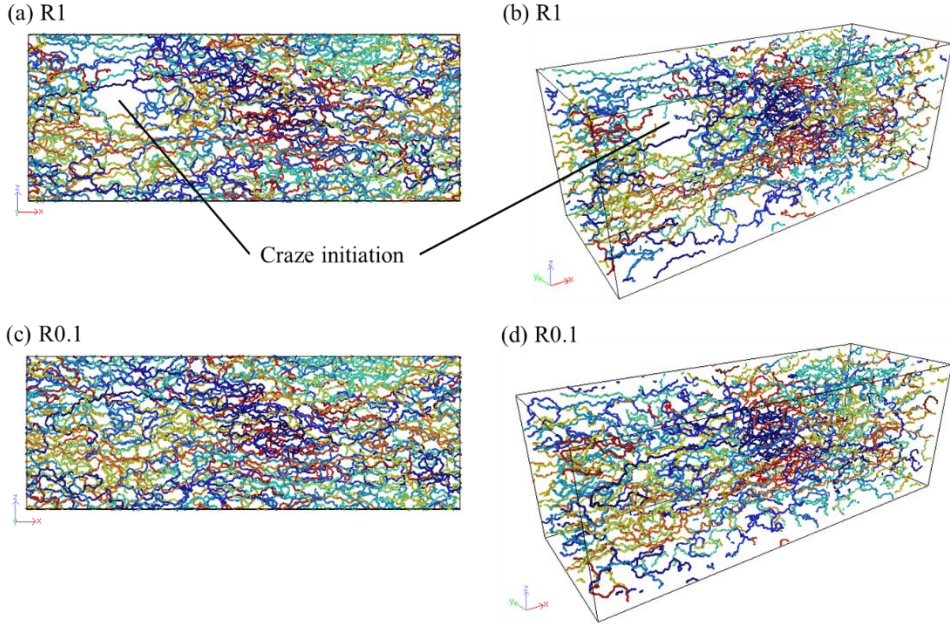 (a) R1
(b) R1
z
y
x
y
z
x
Craze initiation
(c) R0.1
(d) R0.1
z
y
x
y
z
x